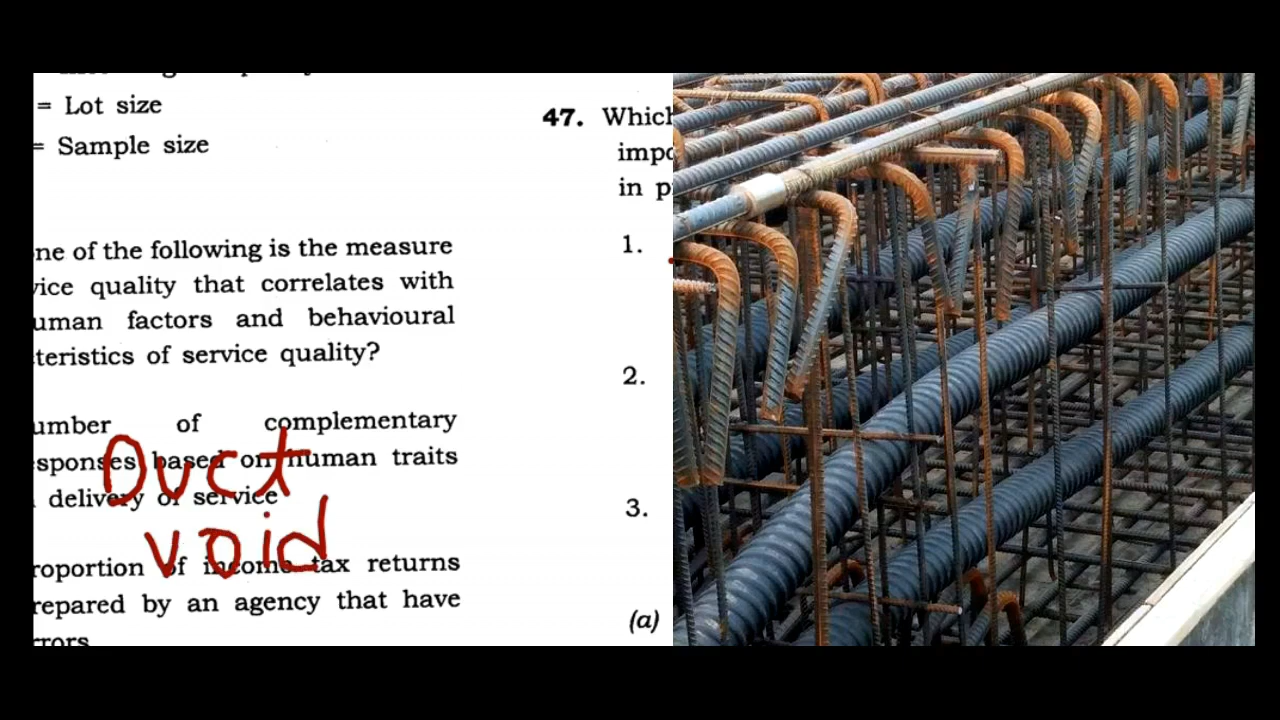 = Lot size
= Sample size
ne of the following is the measure
vice quality that correlates with
uman factors and behavioural
teristics of service quality?
umber of complementary
sponses based on human traits
delivery of service
roportion of income tax returns
repared by an agency that have
rrors
Duct
void
47. Which
impo
in p
1.
2.
3.
(a)